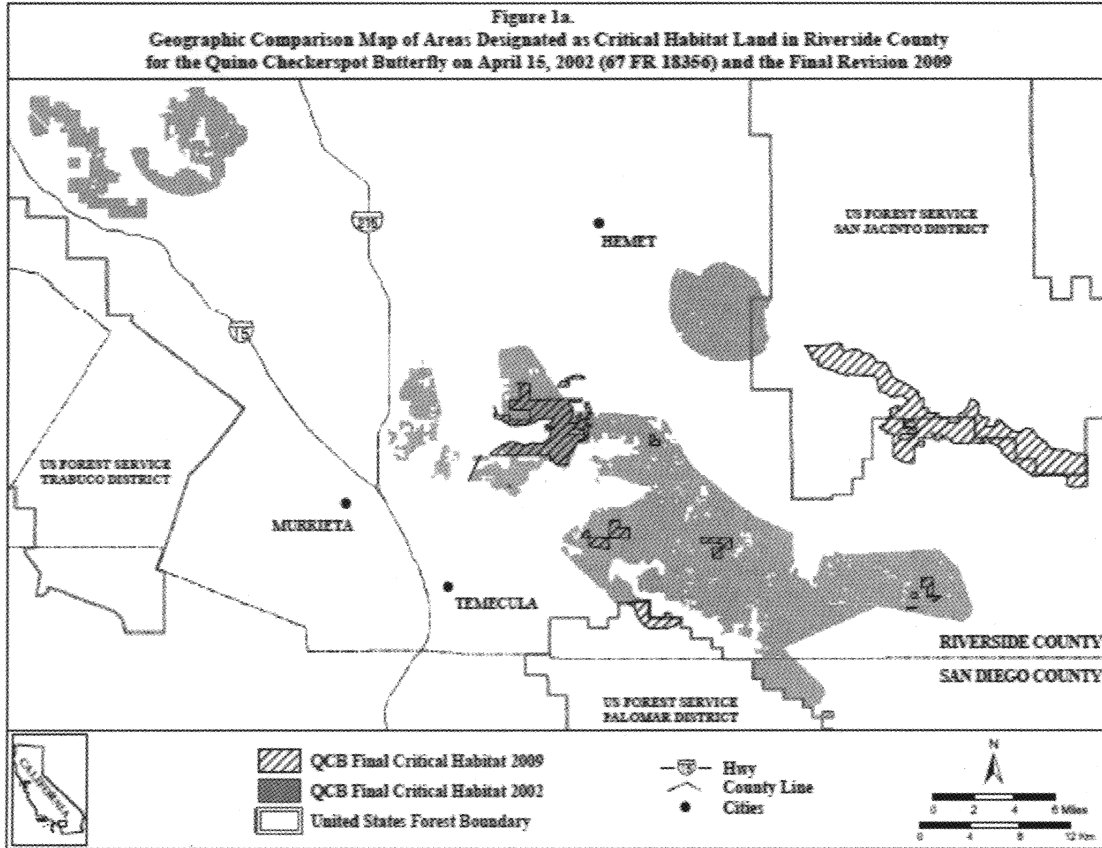 Figure 1a.
Geographic Comparison Map of Areas Designated as Critical Habitat Land in Riverside County
for the Quino Checkerspot Butterfly on April 15, 2002 (67 FR 18356) and the Final Revision 2009
215
HEMET
US FOREST SERVICE
SAN JACINTO DISTRICT
15
US FOREST SERVICE
TRABUCO DISTRICT
MURRIETA
TEMECULA
RIVERSIDE COUNTY
SAN DIEGO COUNTY
US FOREST SERVICE
PALOMAR DISTRICT
CALIFORNIA
QCB Final Critical Habitat 2009
QCB Final Critical Habitat 2002
United States Forest Boundary
Hwy
County Line
Cities
N
0 2 4 6 Miles
0 4 8 12 Km